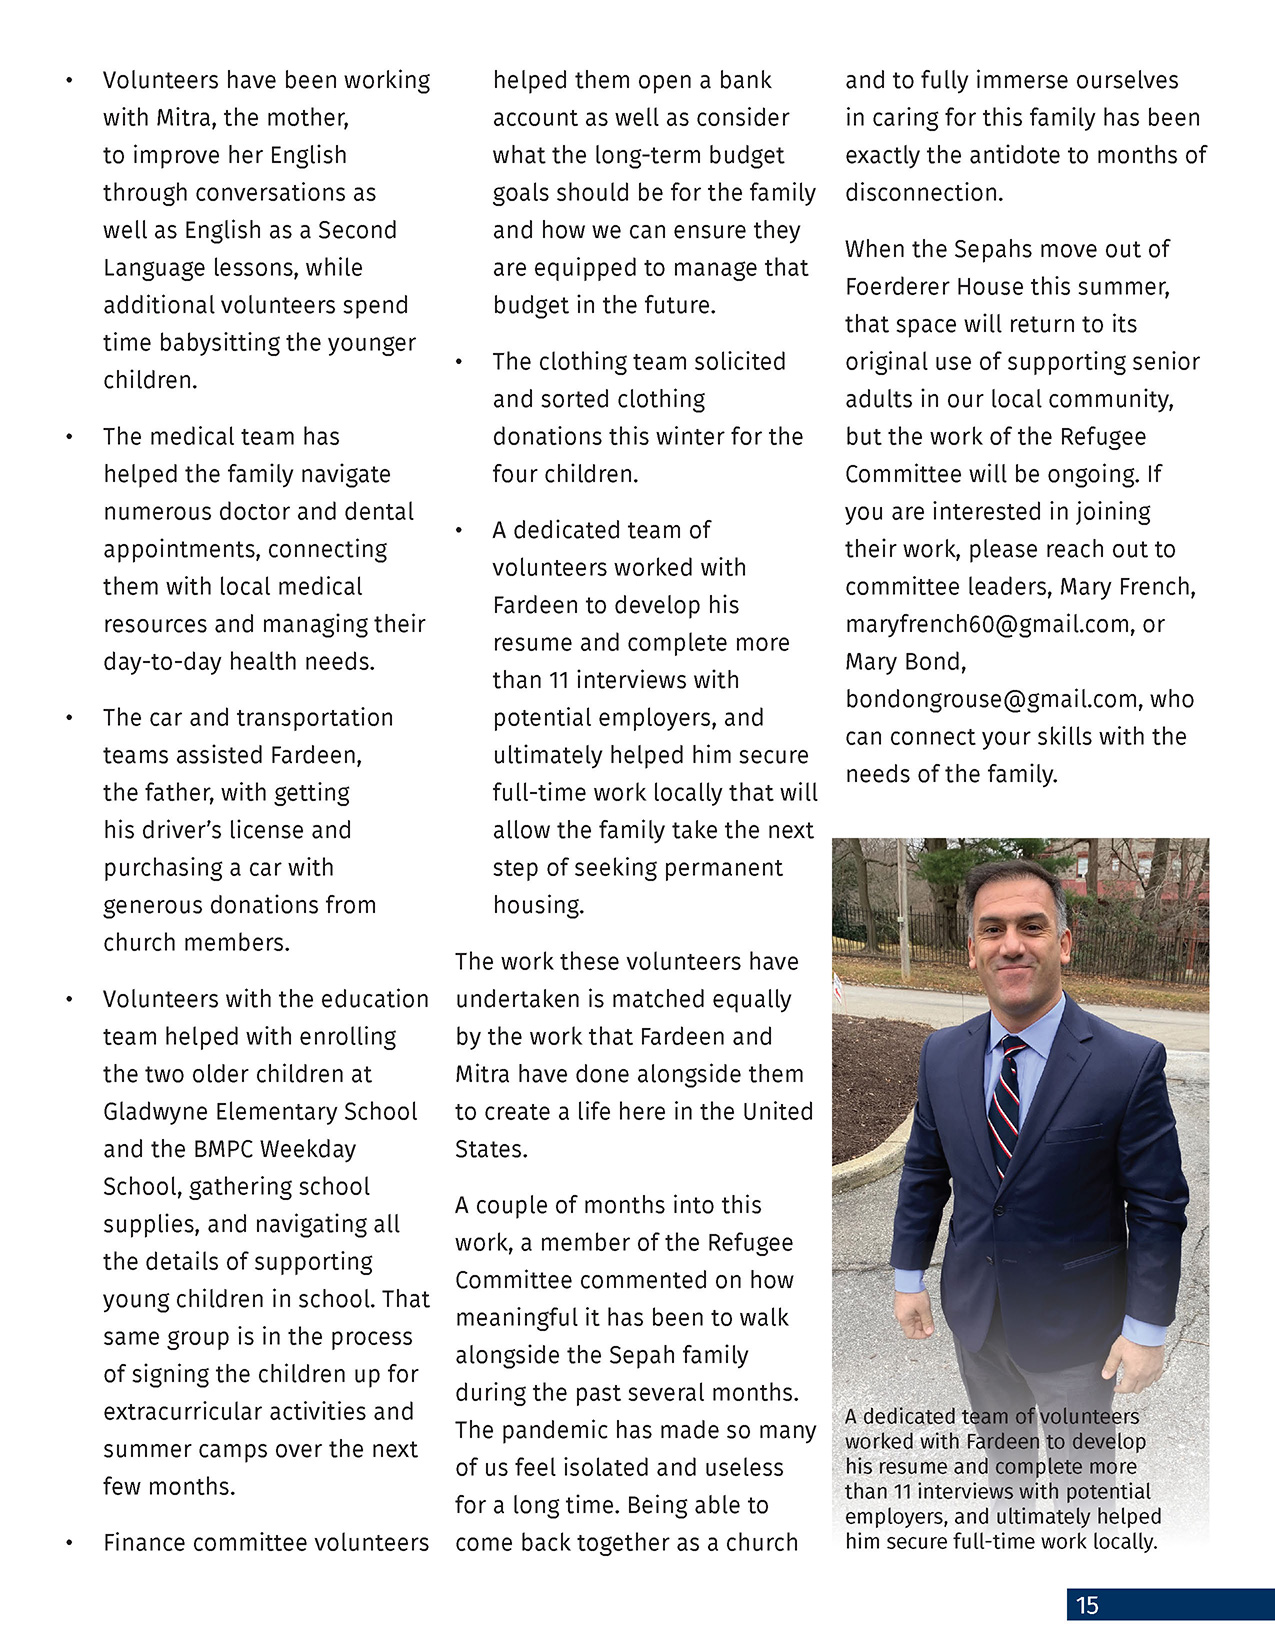 • Volunteers have been working
with Mitra, the mother,
to improve her English
through conversations as
well as English as a Second
Language lessons, while
additional volunteers spend
time babysitting the younger
children.
• The medical team has
helped the family navigate
numerous doctor and dental
appointments, connecting
them with local medical
resources and managing their
day-to-day health needs.
• The car and transportation
teams assisted Fardeen,
the father, with getting
his driver’s license and
purchasing a car with
generous donations from
church members.
• Volunteers with the education
team helped with enrolling
the two older children at
Gladwyne Elementary School
and the BMPC Weekday
School, gathering school
supplies, and navigating all
the details of supporting
young children in school. That
same group is in the process
of signing the children up for
extracurricular activities and
summer camps over the next
few months.
• Finance committee volunteers
helped them open a bank
account as well as consider
what the long-term budget
goals should be for the family
and how we can ensure they
are equipped to manage that
budget in the future.
• The clothing team solicited
and sorted clothing
donations this winter for the
four children.
• A dedicated team of
volunteers worked with
Fardeen to develop his
resume and complete more
than 11 interviews with
potential employers, and
ultimately helped him secure
full-time work locally that will
allow the family take the next
step of seeking permanent
housing.
The work these volunteers have
undertaken is matched equally
by the work that Fardeen and
Mitra have done alongside them
to create a life here in the United
States.
A couple of months into this
work, a member of the Refugee
Committee commented on how
meaningful it has been to walk
alongside the Sepah family
during the past several months.
The pandemic has made so many
of us feel isolated and useless
for a long time. Being able to
come back together as a church
and to fully immerse ourselves
in caring for this family has been
exactly the antidote to months of
disconnection.
When the Sepahs move out of
Foerderer House this summer,
that space will return to its
original use of supporting senior
adults in our local community,
but the work of the Refugee
Committee will be ongoing. If
you are interested in joining
their work, please reach out to
committee leaders, Mary French,
maryfrench60@gmail.com, or
Mary Bond,
bondongrouse@gmail.com, who
can connect your skills with the
needs of the family.
A dedicated team of volunteers
worked with Fardeen to develop
his resume and complete more
than 11 interviews with potential
employers, and ultimately helped
him secure full-time work locally.
15